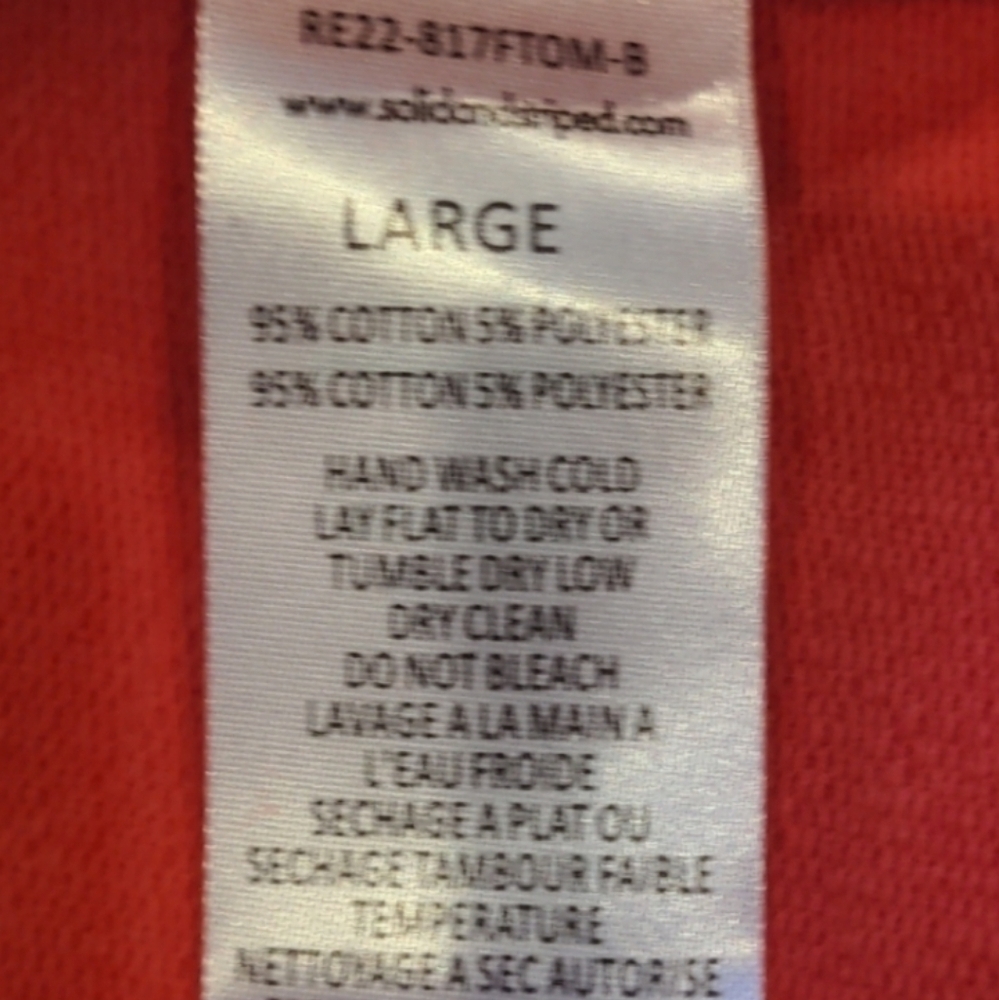 RE22-817FTOM-B
www.solidandstriped.com
LARGE
95% COTTON 5% POLYESTER
95% COTTON 5% POLYESTER
HAND WASH COLD
LAY FLAT TO DRY OR
TUMBLE DRY LOW
DRY CLEAN
DO NOT BLEACH
LAVAGE A LA MAIN A
L'EAU FROIDE
SECHAGE A PLAT OU
SECHAGE TAMBOUR FAIBLE
TEMPERATURE
NETTOYAGE A SEC AUTORISE